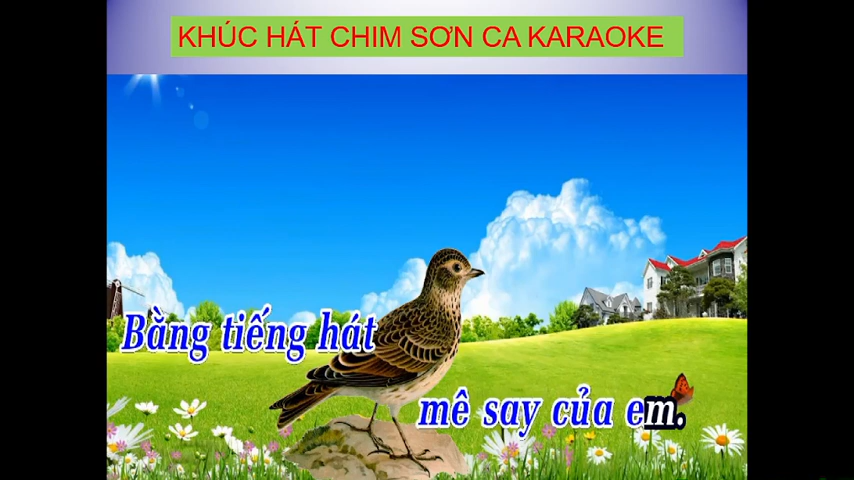 KHÚC HÁT CHIM SƠN CA KARAOKE
Bằng tiếng hát
mê say của em.